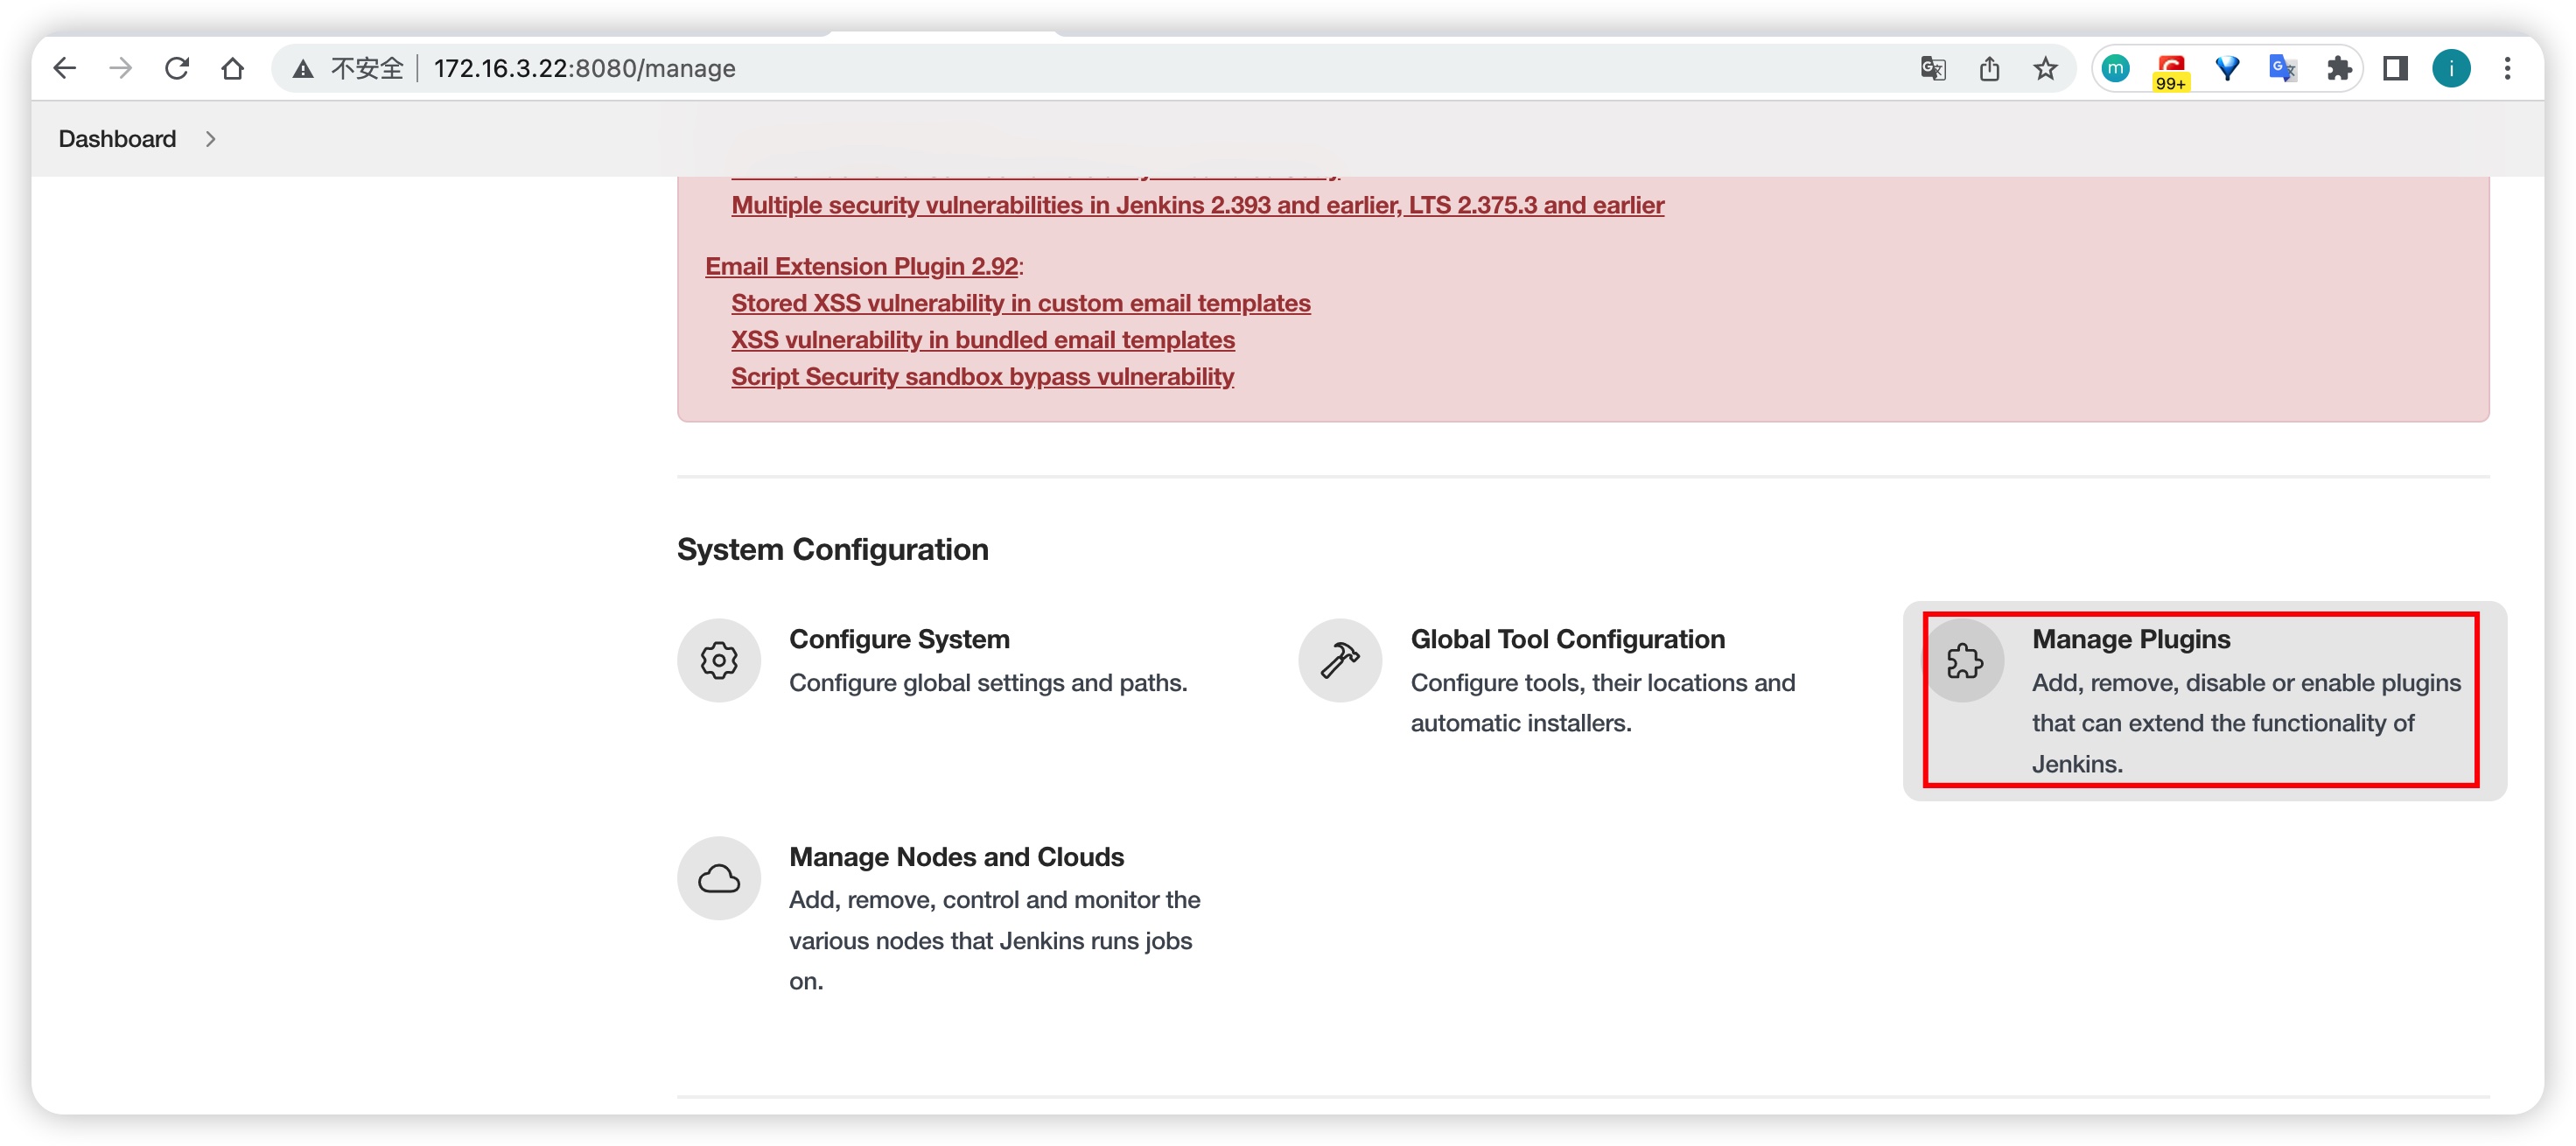 不安全 172.16.3.22:8080/manage
m
99+
i
Dashboard
Multiple security vulnerabilities in Jenkins 2.393 and earlier, LTS 2.375.3 and earlier
Email Extension Plugin 2.92:
Stored XSS vulnerability in custom email templates
XSS vulnerability in bundled email templates
Script Security sandbox bypass vulnerability
System Configuration
Configure System
Configure global settings and paths.
Global Tool Configuration
Configure tools, their locations and
automatic installers.
Manage Plugins
Add, remove, disable or enable plugins
that can extend the functionality of
Jenkins.
Manage Nodes and Clouds
Add, remove, control and monitor the
various nodes that Jenkins runs jobs
on.